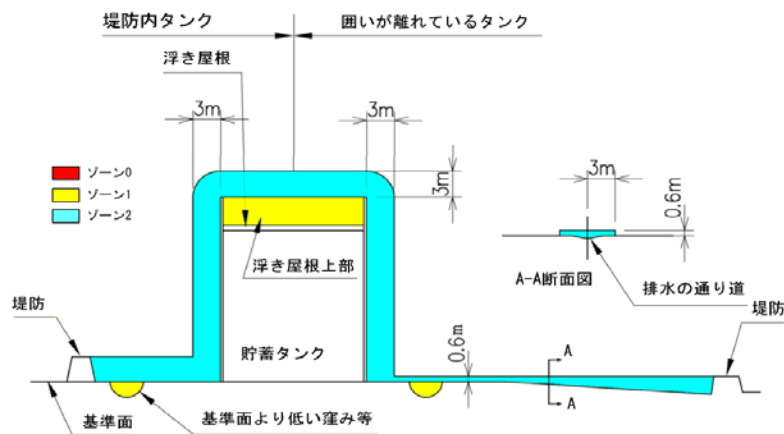 堤防内タンク
囲いが離れているタンク
浮き屋根
3m
3m
3m
ゾーン0
ゾーン1
ゾーン2
3m
0.6m
浮き屋根上部
A-A断面図
排水の通り道
堤防
堤防
貯蓄タンク
0.6m
A
A
基準面
基準面より低い窪み等